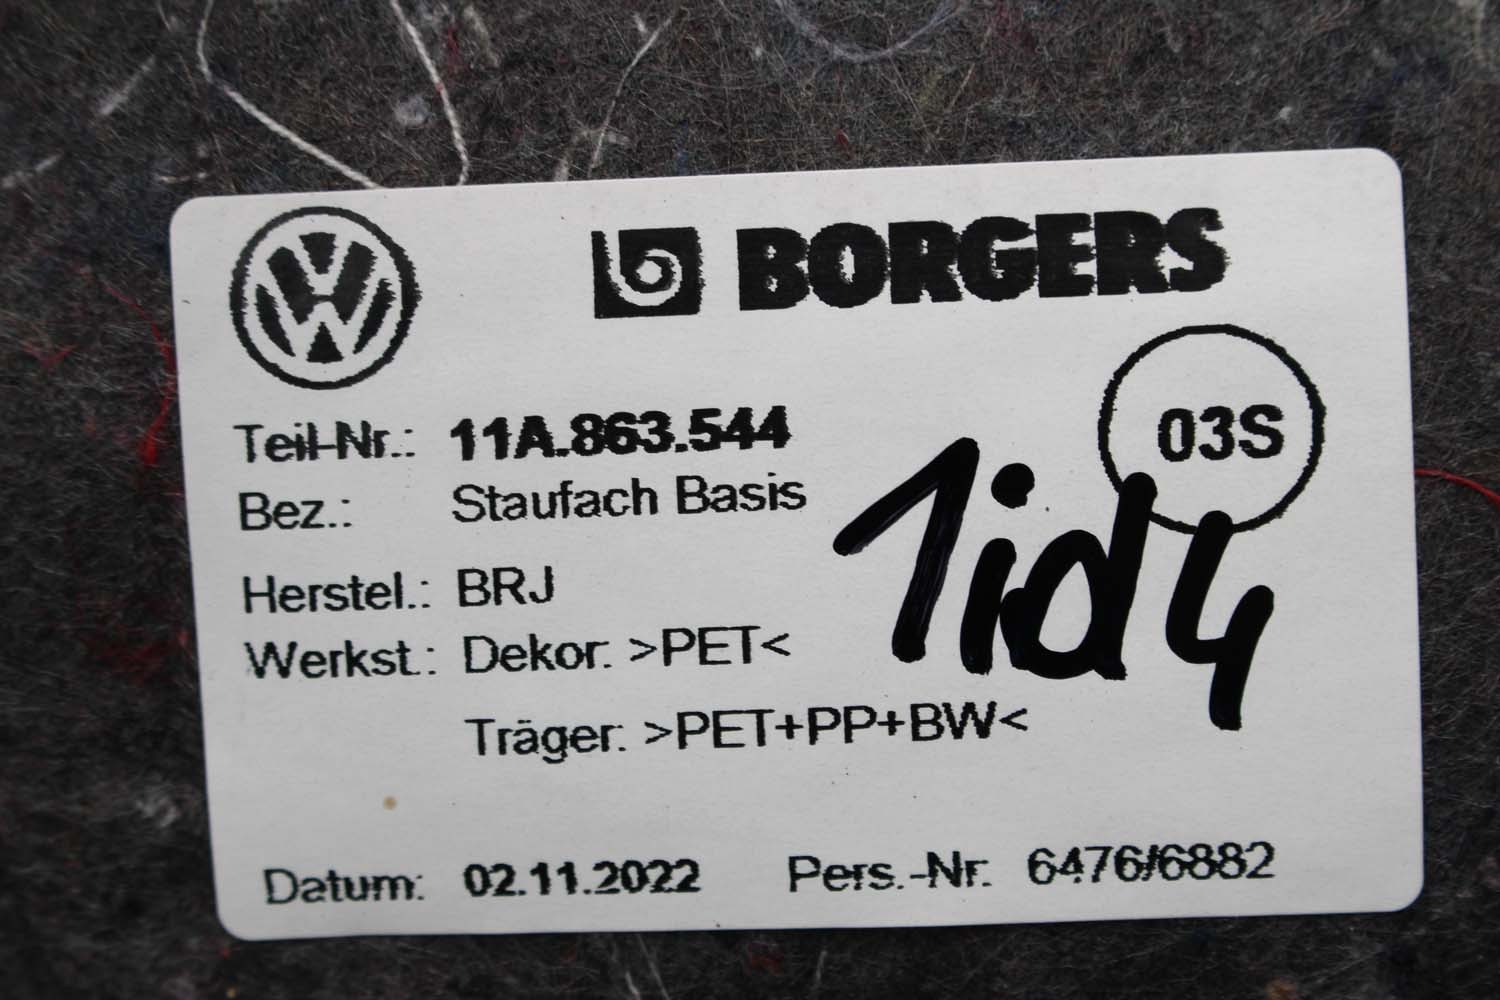 VW BORGERS
03S
Teil-Nr.: 11A.863.544
Bez.: Staufach Basis
1id4
Herstel.: BRJ
Werkst.: Dekor: >PET<
Träger: >PET+PP+BW<
Datum: 02.11.2022 Pers.-Nr. 6476/6882